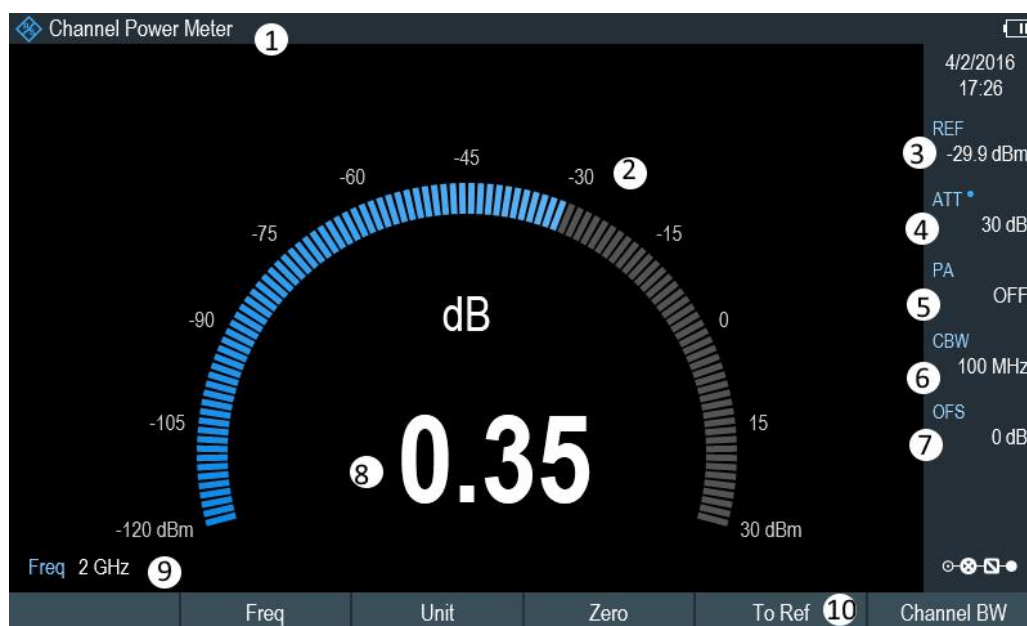 Channel Power Meter
1
4/2/2016
17:26
-45
-60
-30
2
-75
-15
-90
0
-105
15
-120 dBm
30 dBm
dB
8
0.35
REF
3
-29.9 dBm
ATT
4
30 dB
PA
5
OFF
CBW
6
100 MHz
OFS
7
0 dB
Freq 2 GHz
9
Freq
Unit
Zero
To Ref
10
Channel BW